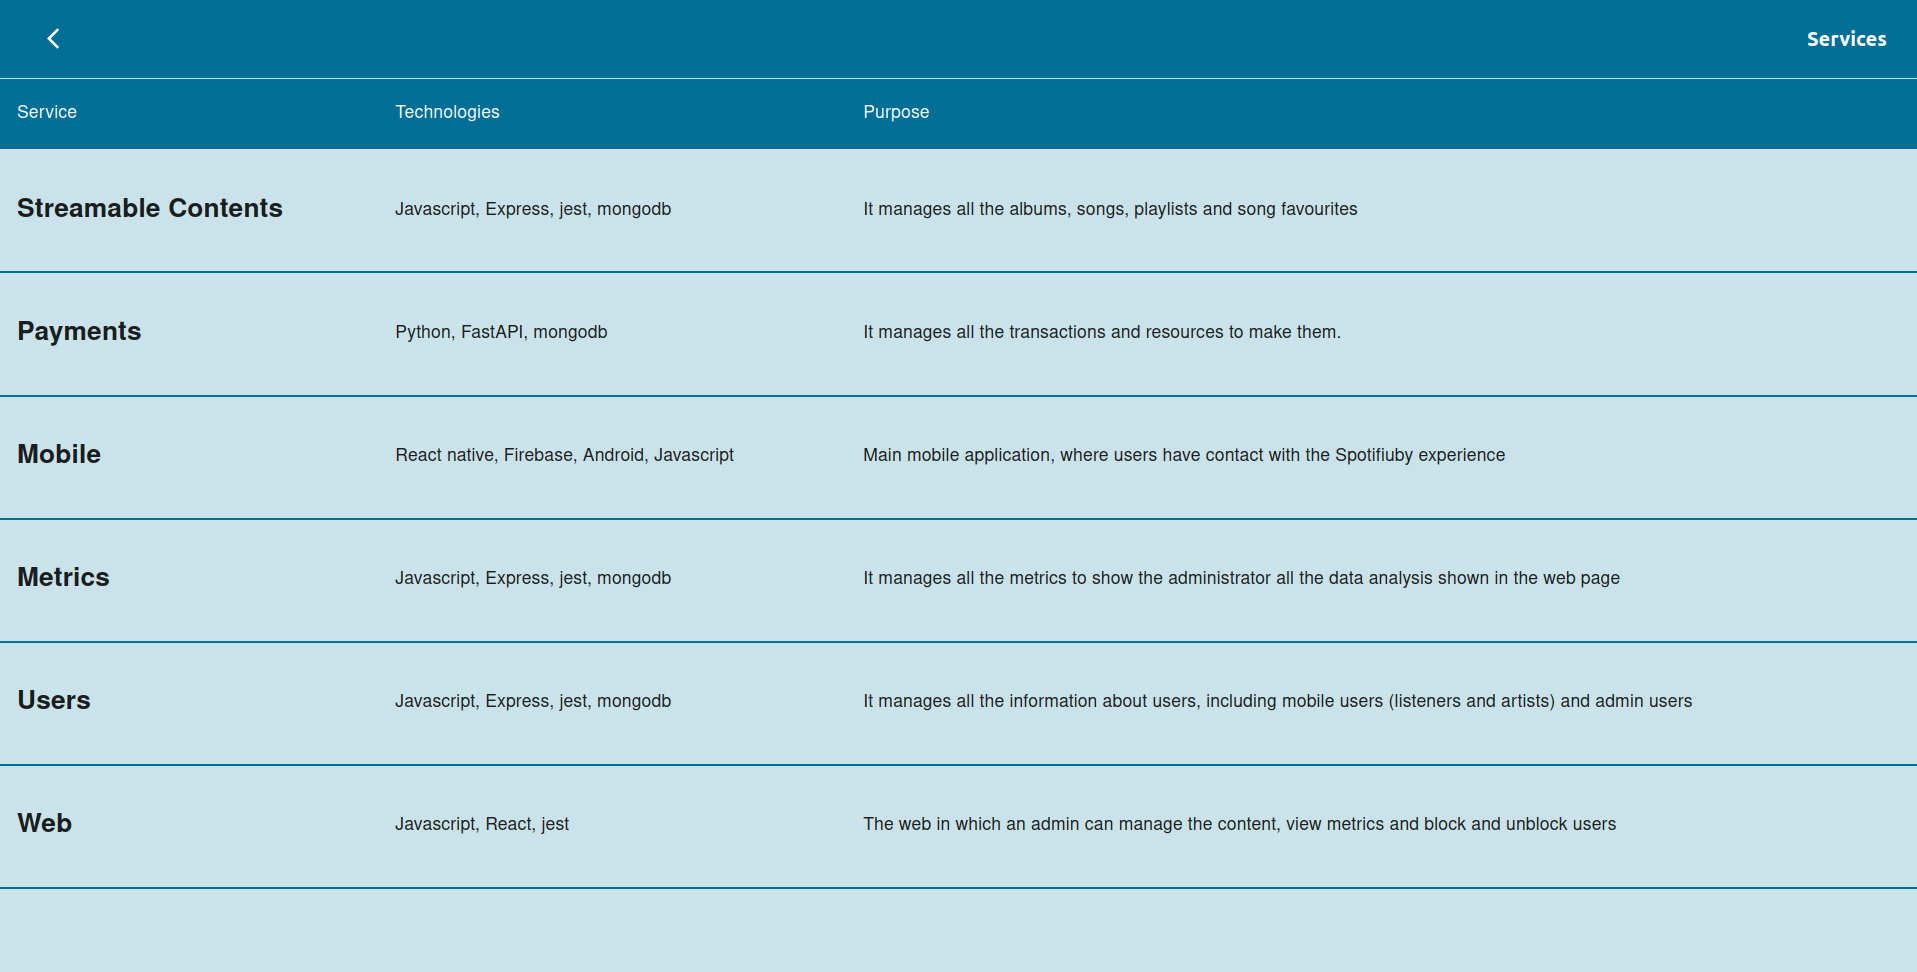 Services
Service Technologies Purpose
Streamable Contents Javascript, Express, jest, mongodb It manages all the albums, songs, playlists and song favourites
Payments Python, FastAPI, mongodb It manages all the transactions and resources to make them.
Mobile React native, Firebase, Android, Javascript Main mobile application, where users have contact with the Spotifiuby experience
Metrics Javascript, Express, jest, mongodb It manages all the metrics to show the administrator all the data analysis shown in the web page
Users Javascript, Express, jest, mongodb It manages all the information about users, including mobile users (listeners and artists) and admin users
Web Javascript, React, jest The web in which an admin can manage the content, view metrics and block and unblock users